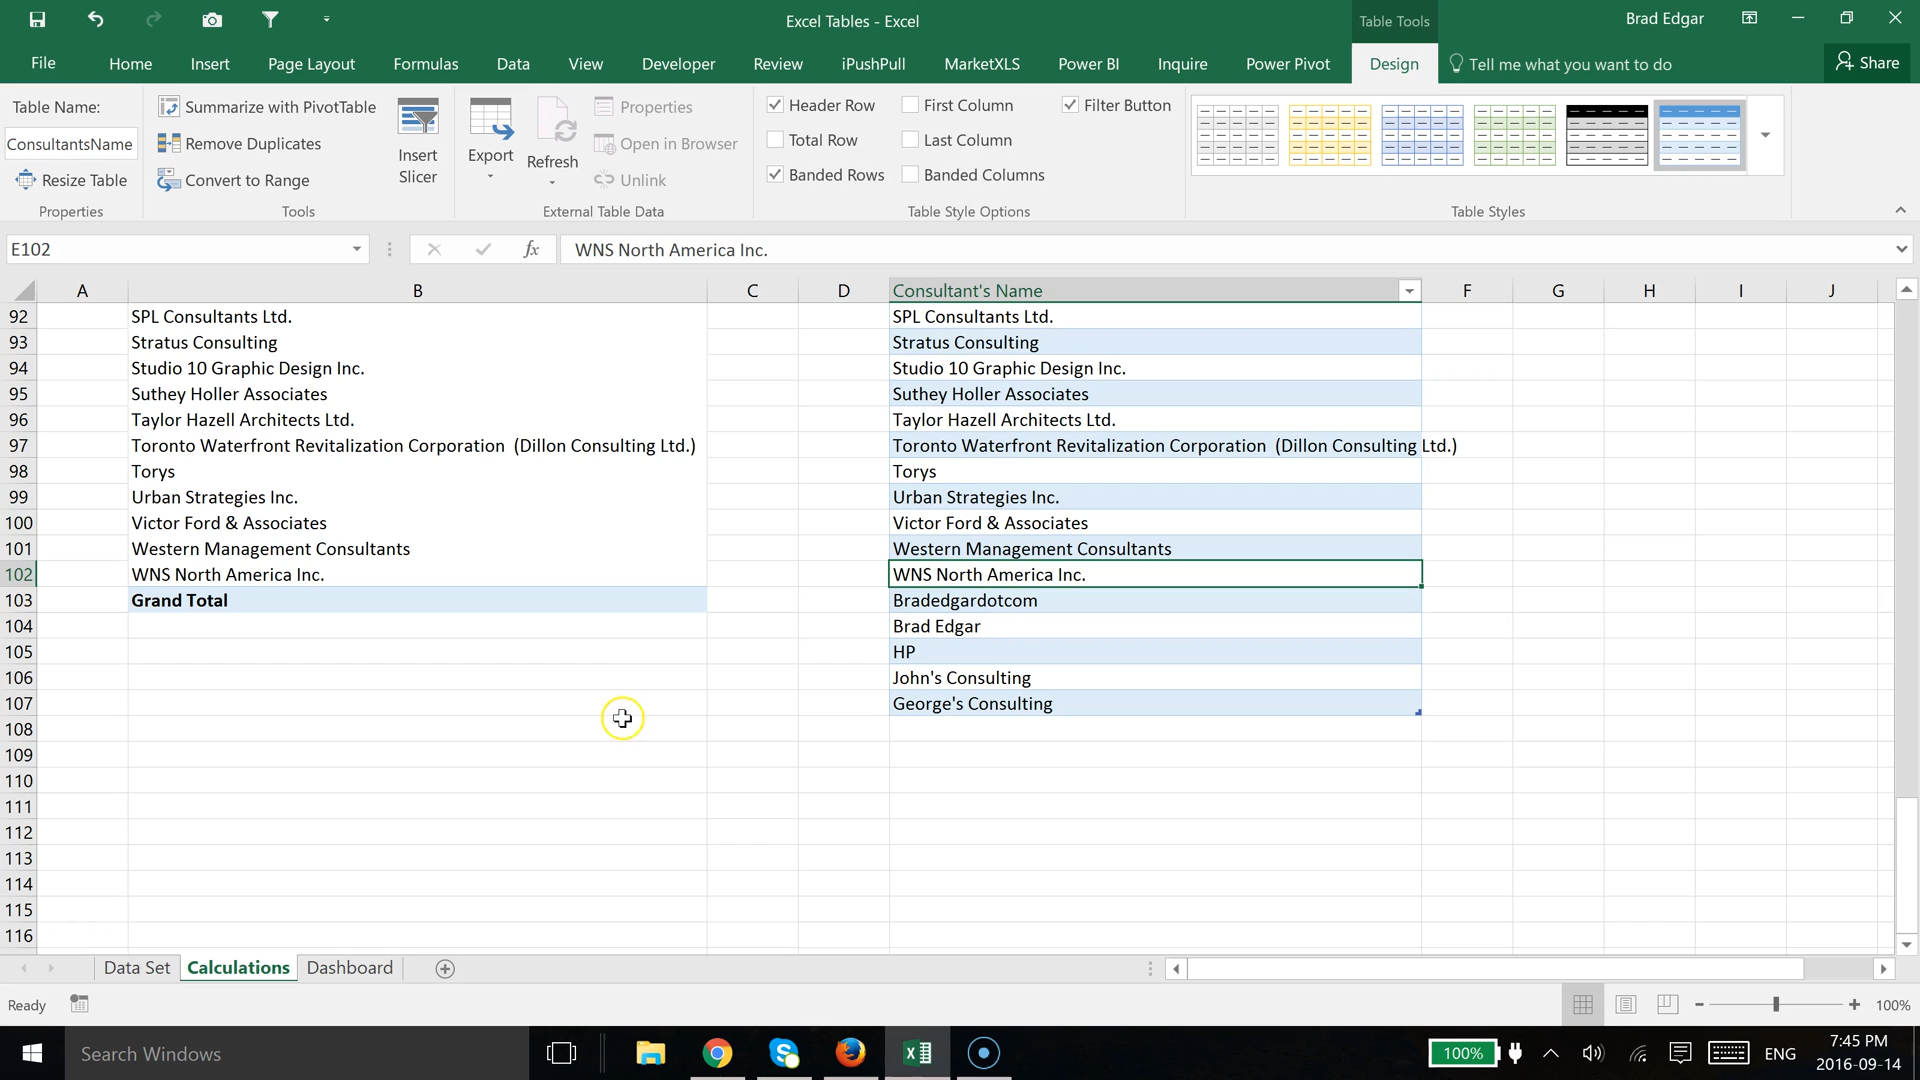 Excel Tables - Excel
Table Tools
Brad Edgar
File Home Insert Page Layout Formulas Data View Developer Review iPushPull MarketXLS Power BI Inquire Power Pivot Design Tell me what you want to do Share
Table Name:
ConsultantsName
Resize Table
Properties
Summarize with PivotTable
Remove Duplicates
Convert to Range
Tools
Insert
Slicer
Export
Refresh
Properties
Open in Browser
Unlink
External Table Data
Header Row
Total Row
Banded Rows
First Column
Last Column
Banded Columns
Filter Button
Table Style Options
Table Styles
E102
fx
WNS North America Inc.
A B C D Consultant's Name F G H I J
92 SPL Consultants Ltd. SPL Consultants Ltd.
93 Stratus Consulting Stratus Consulting
94 Studio 10 Graphic Design Inc. Studio 10 Graphic Design Inc.
95 Suthey Holler Associates Suthey Holler Associates
96 Taylor Hazell Architects Ltd. Taylor Hazell Architects Ltd.
97 Toronto Waterfront Revitalization Corporation (Dillon Consulting Ltd.) Toronto Waterfront Revitalization Corporation (Dillon Consulting Ltd.)
98 Torys Torys
99 Urban Strategies Inc. Urban Strategies Inc.
100 Victor Ford & Associates Victor Ford & Associates
101 Western Management Consultants Western Management Consultants
102 WNS North America Inc. WNS North America Inc.
103 Grand Total Bradedgardotcom
104 Brad Edgar
105 HP
106 John's Consulting
107 George's Consulting
108
109
110
111
112
113
114
115
116
Data Set Calculations Dashboard
Ready
100%
Search Windows
100%
ENG
7:45 PM
2016-09-14